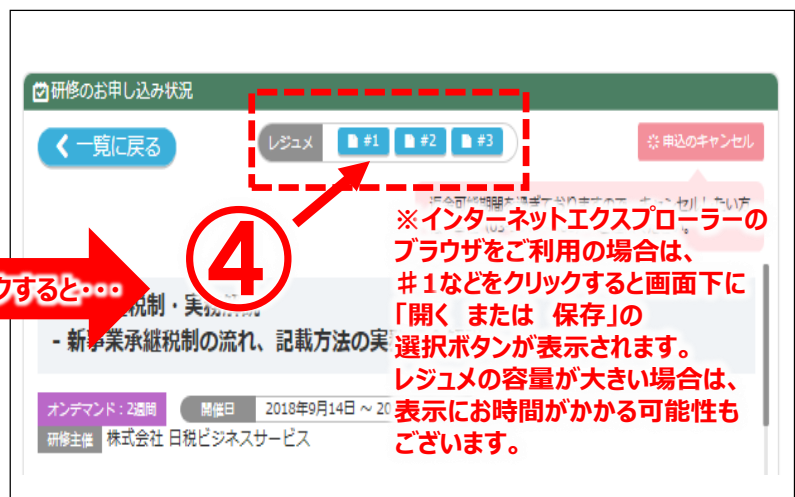 研修のお申し込み状況
一覧に戻る
レジュメ #1 #2 #3
申込のキャンセル
④
※インターネットエクスプローラーの
ブラウザをご利用の場合は、
♯1などをクリックすると画面下に
「開く または 保存」の
選択ボタンが表示されます。
レジュメの容量が大きい場合は、
表示にお時間がかかる可能性も
ございます。
クすると・・・
税制・実務
- 新事業承継税制の流れ、記載方法の実
オンデマンド：2週間 開催日 2018年9月14日 ～ 20
研修主催 株式会社 日税ビジネスサービス